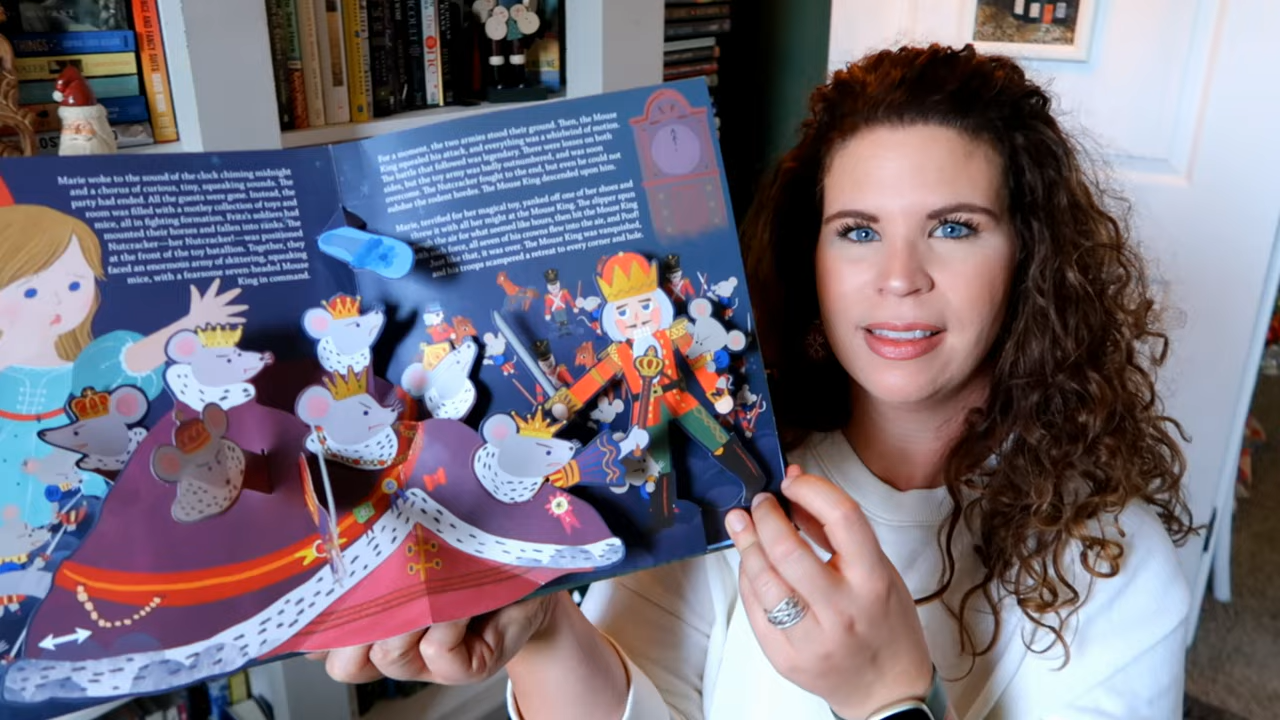 THINGS
Marie woke to the sound of the clock chiming midnight
and a chorus of curious, tiny, squeaking sounds. The
party had ended. All the guests were gone. Instead, the
room was filled with a motley collection of toys and
mice, all in fighting formation. Fritz's soldiers had
mounted their horses and fallen into ranks. The
Nutcracker—her Nutcracker—was positioned
at the front of the toy battalion. Together, they
faced an enormous army of skittering, squeaking
mice, with a fearsome seven-headed Mouse
King in command.
For a moment, the two armies stood their ground. Then, the Mouse
King squealed his attack, and everything was a whirlwind of motion.
The battle that followed was legendary. There were losses on both
sides, but the toy army was badly outnumbered, and was soon
overcome. The Nutcracker fought to the end, but even he could not
subdue the rodent hordes. The Mouse King descended upon him.
Marie, terrified for her magical toy, yanked off one of her shoes and
threw it with all her might at the Mouse King. The slipper spun
the air for what seemed like hours, then hit the Mouse King
force, all seven of his crowns flew into the air, and Poof!
Just like that, it was over. The Mouse King was vanquished,
and his troops scampered a retreat to every corner and hole.